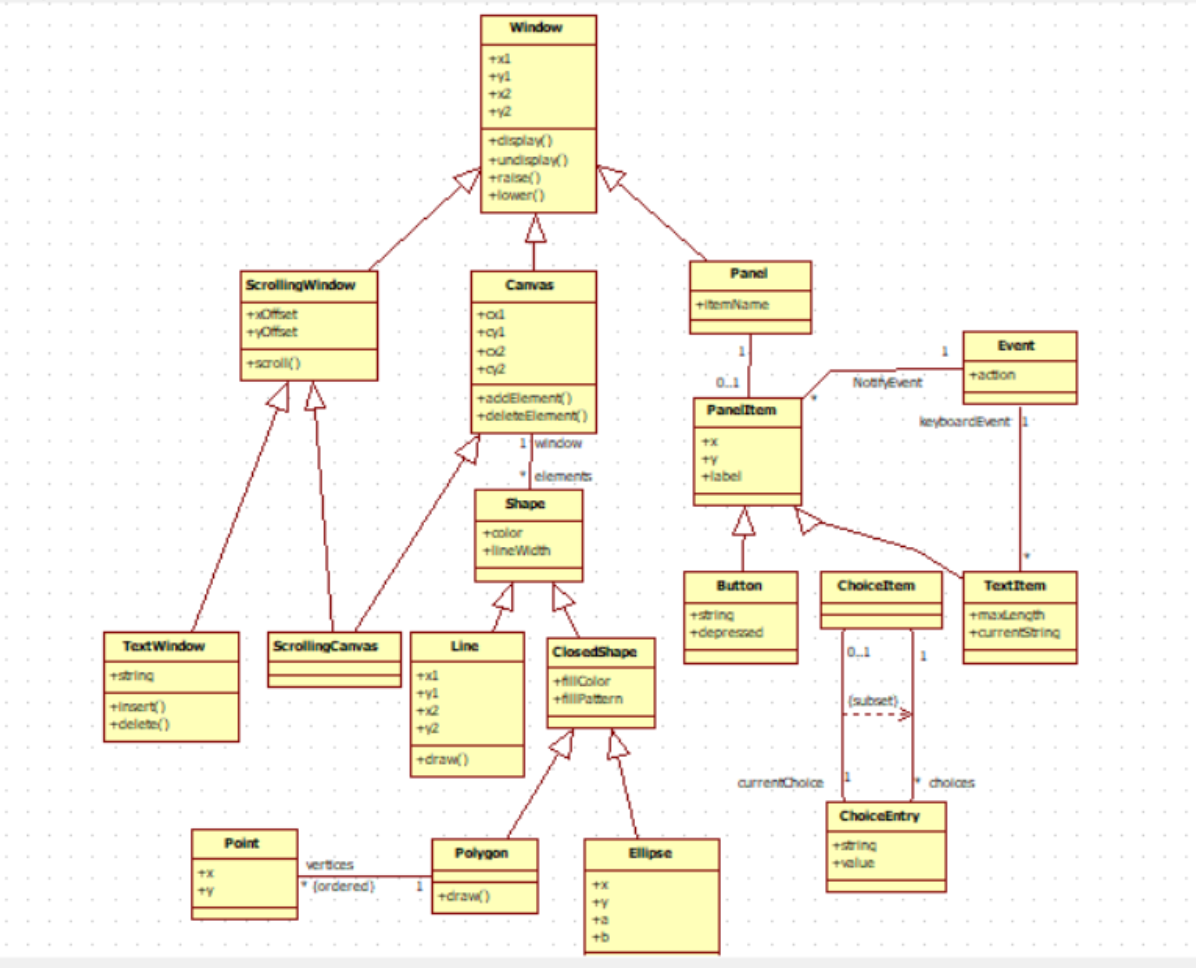 Window
+x1
+y1
+x2
+y2
+display()
+undisplay()
+raise()
+lower()
ScrollingWindow
+xOffset
+yOffset
+scroll()
Canvas
+cx1
+cy1
+cx2
+cy2
+addElement()
+deleteElement()
Panel
+itemName
1
0..1
Event
+action
1
NotifyEvent
*
PanelItem
+x
+y
+label
keyboardEvent 1
*
1 window
* elements
Shape
+color
+lineWidth
Button
+string
+depressed
ChoiceItem
TextItem
+maxLength
+currentString
TextWindow
+string
+insert()
+delete()
ScrollingCanvas
Line
+x1
+y1
+x2
+y2
+draw()
ClosedShape
+fillColor
+fillPattern
0..1
1
{subset}
currentChoice 1
* choices
ChoiceEntry
+string
+value
Point
+x
+y
vertices
* {ordered} 1
Polygon
+draw()
Ellipse
+x
+y
+a
+b